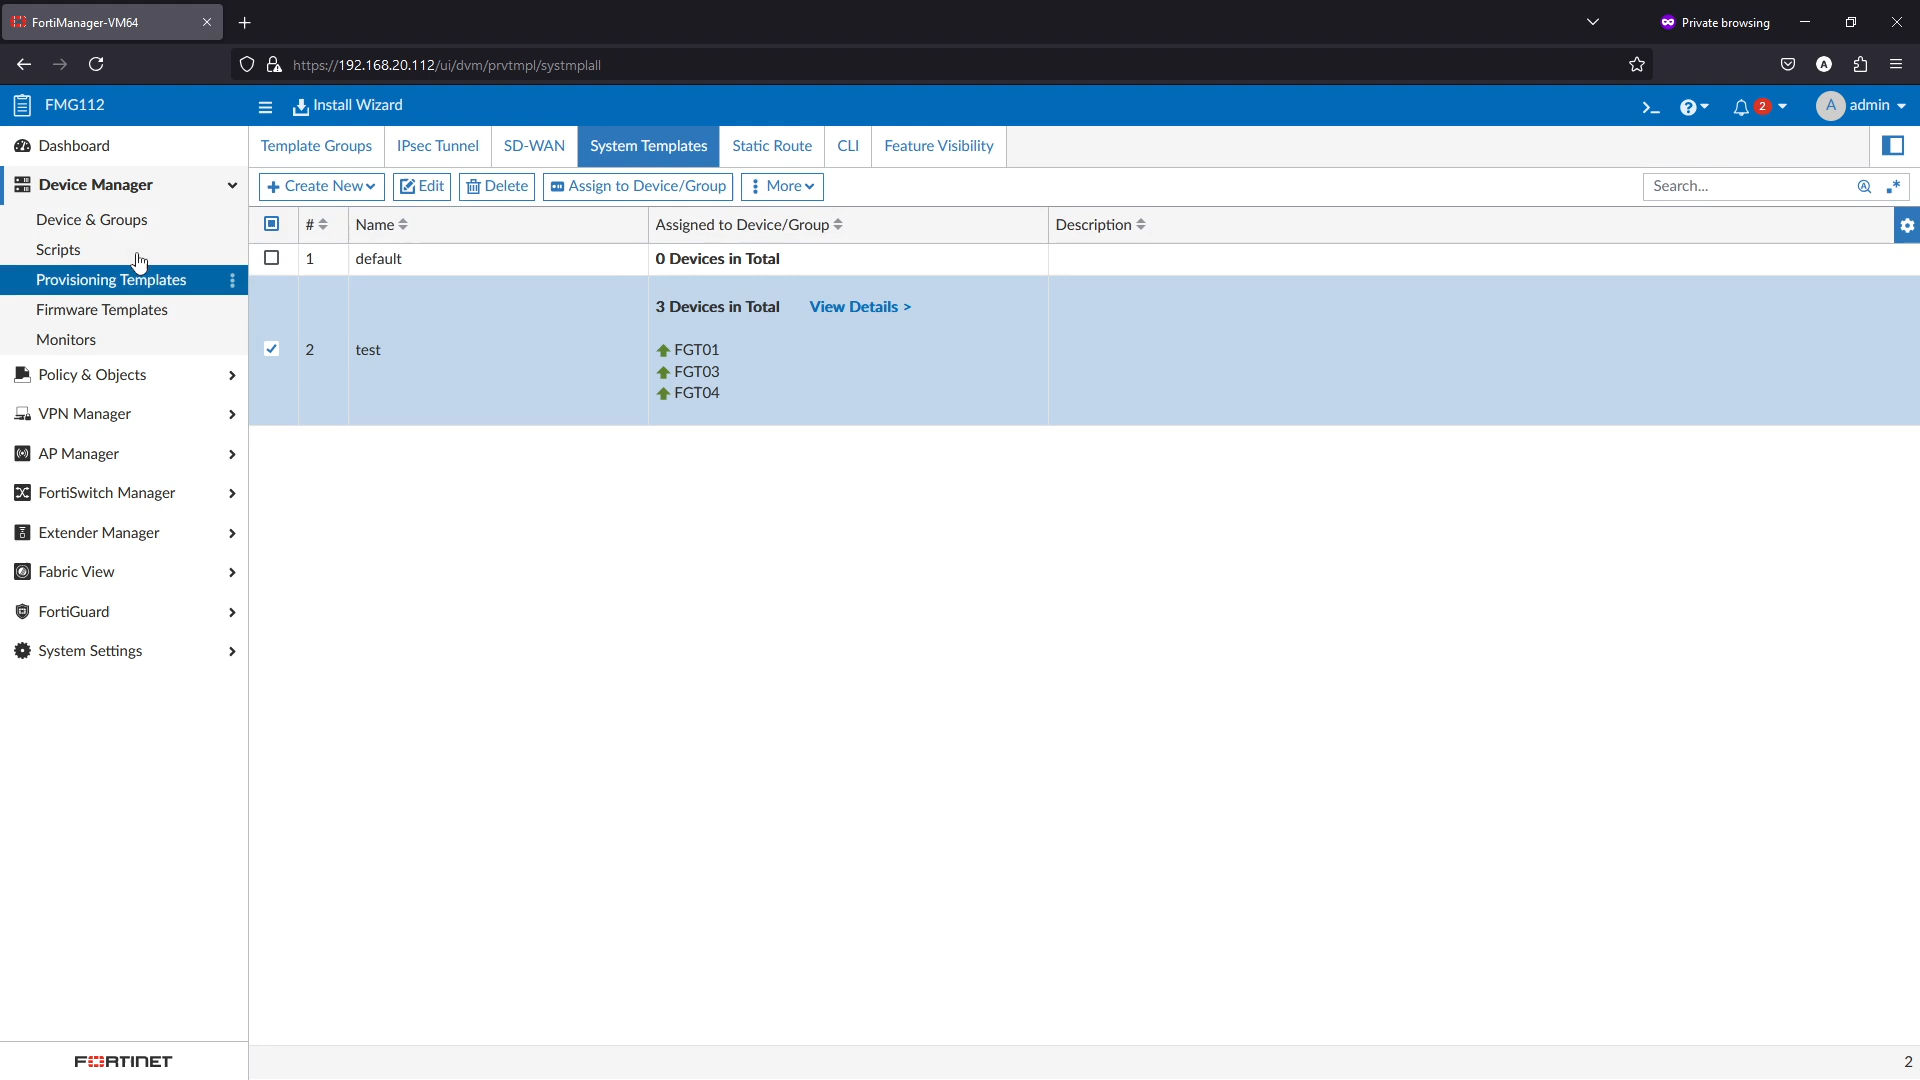 FortiManager-VM64
Private browsing
https://192.168.20.112/ui/dvm/prvtmpl/systmplall
A
FMG112
Install Wizard
2
A admin
Dashboard
Device Manager
Device & Groups
Scripts
Provisioning Templates
Firmware Templates
Monitors
Policy & Objects
VPN Manager
AP Manager
FortiSwitch Manager
Extender Manager
Fabric View
FortiGuard
System Settings
FORTINET
Template Groups IPsec Tunnel SD-WAN System Templates Static Route CLI Feature Visibility
+ Create New Edit Delete Assign to Device/Group More
Search...
# Name Assigned to Device/Group Description
1 default 0 Devices in Total
3 Devices in Total View Details >
2 test FGT01
FGT03
FGT04
2